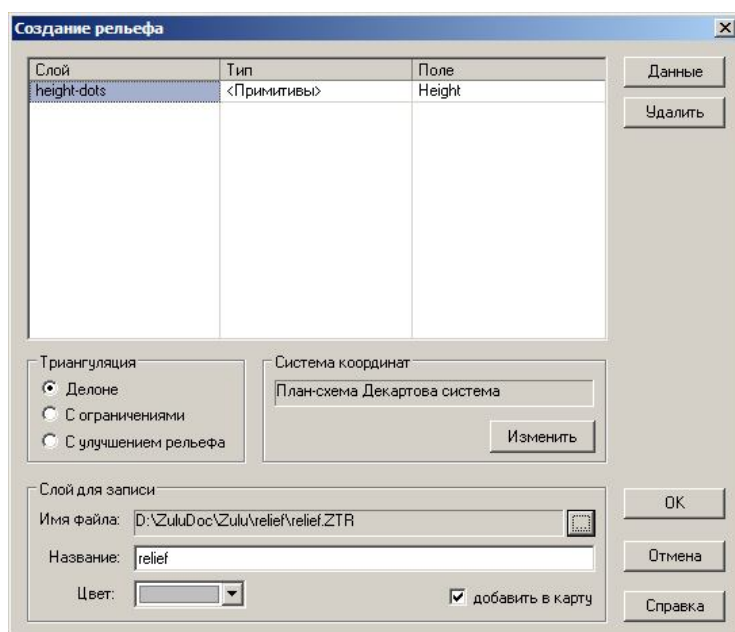 Создание рельефа
Слой Тип Поле
height-dots <Примитивы> Height
Данные
Удалить
Триангуляция
Делоне
С ограничениями
С улучшением рельефа
Система координат
План-схема Декартова система
Изменить
Слой для записи
Имя файла: D:\ZuluDoc\Zulu\relief\relief.ZTR ...
Название: relief
Цвет:
добавить в карту
OK
Отмена
Справка